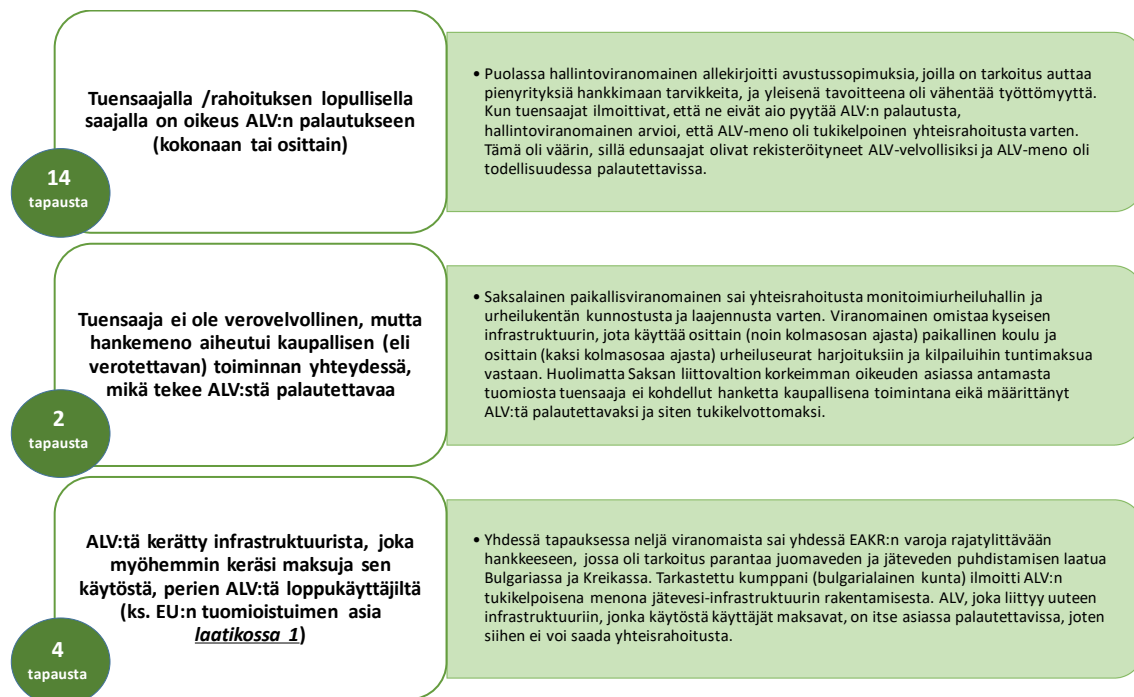 Tuensaajalla /rahoituksen lopullisella
saajalla on oikeus ALV:n palautukseen
(kokonaan tai osittain)
14
tapausta
• Puolassa hallintoviranomainen allekirjoitti avustussopimuksia, joilla on tarkoitus auttaa
pienyrityksiä hankkimaan tarvikkeita, ja yleisenä tavoitteena oli vähentää työttömyyttä.
Kun tuensaajat ilmoittivat, että ne eivät aio pyytää ALV:n palautusta,
hallintoviranomainen arvioi, että ALV-meno oli tukikelpoinen yhteisrahoitusta varten.
Tämä oli väärin, sillä edunsaajat olivat rekisteröityneet ALV-velvollisiksi ja ALV-meno oli
todellisuudessa palautettavissa.
Tuensaaja ei ole verovelvollinen, mutta
hankemeno aiheutui kaupallisen (eli
verotettavan) toiminnan yhteydessä,
mikä tekee ALV:stä palautettavaa
2
tapausta
• Saksalainen paikallisviranomainen sai yhteisrahoitusta monitoimiurheiluhallin ja
urheilukentän kunnostusta ja laajennusta varten. Viranomainen omistaa kyseisen
infrastruktuurin, jota käyttää osittain (noin kolmasosan ajasta) paikallinen koulu ja
osittain (kaksi kolmasosaa ajasta) urheiluseurat harjoituksiin ja kilpailuihin tuntimaksua
vastaan. Huolimatta Saksan liittovaltion korkeimman oikeuden asiassa antamasta
tuomiosta tuensaaja ei kohdellut hanketta kaupallisena toimintana eikä määrittänyt
ALV:tä palautettavaksi ja siten tukikelvottomaksi.
ALV:tä kerätty infrastruktuurista, joka
myöhemmin keräsi maksuja sen
käytöstä, perien ALV:tä loppukäyttäjiltä
(ks. EU:n tuomioistuimen asia
laatikossa 1)
4
tapausta
• Yhdessä tapauksessa neljä viranomaista sai yhdessä EAKR:n varoja rajatylittävään
hankkeeseen, jossa oli tarkoitus parantaa juomaveden ja jäteveden puhdistamisen laatua
Bulgariassa ja Kreikassa. Tarkastettu kumppani (bulgarialainen kunta) ilmoitti ALV:n
tukikelpoisena menona jätevesi-infrastruktuurin rakentamisesta. ALV, joka liittyy uuteen
infrastruktuuriin, jonka käytöstä käyttäjät maksavat, on itse asiassa palautettavissa, joten
siihen ei voi saada yhteisrahoitusta.